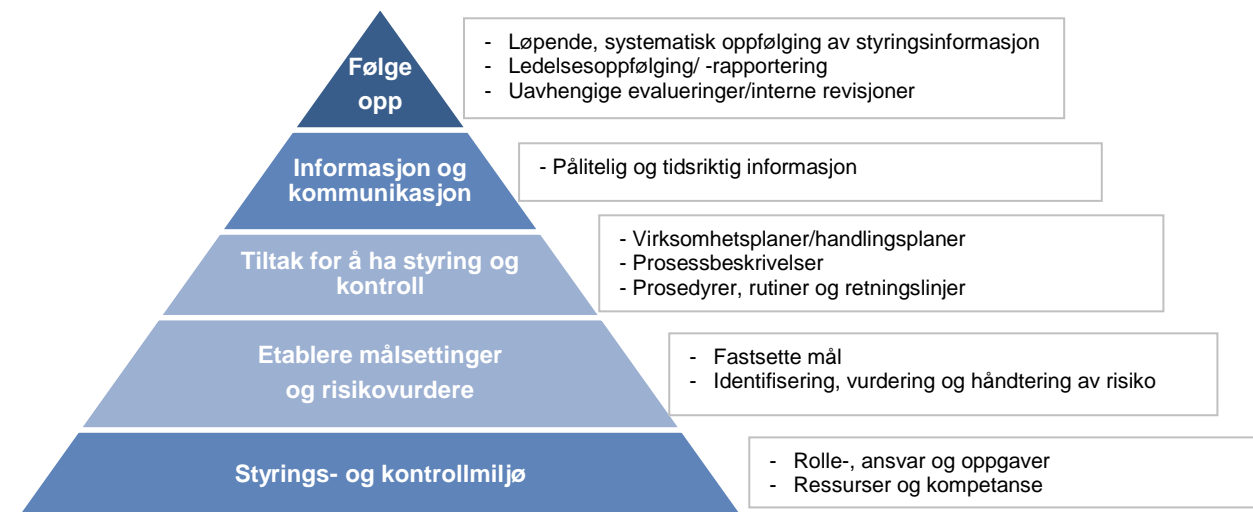 Følge
opp
- Løpende, systematisk oppfølging av styringsinformasjon
- Ledelsesoppfølging/ -rapportering
- Uavhengige evalueringer/interne revisjoner
Informasjon og
kommunikasjon
- Pålitelig og tidsriktig informasjon
Tiltak for å ha styring og
kontroll
- Virksomhetsplaner/handlingsplaner
- Prosessbeskrivelser
- Prosedyrer, rutiner og retningslinjer
Etablere målsettinger
og risikovurdere
- Fastsette mål
- Identifisering, vurdering og håndtering av risiko
Styrings- og kontrollmiljø
- Rolle-, ansvar og oppgaver
- Ressurser og kompetanse